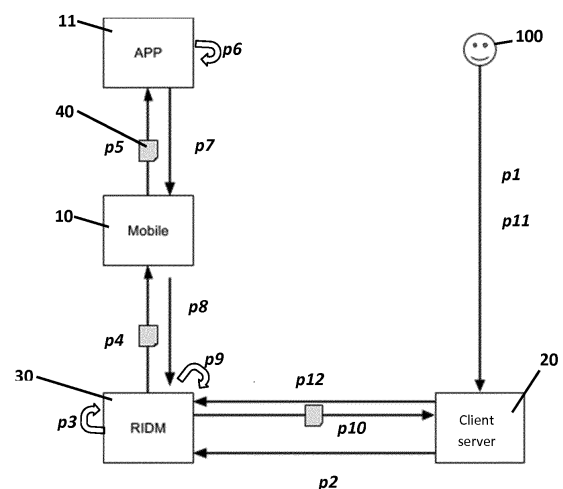 11
APP
p6
100
40
p5
p7
p1
10
Mobile
p11
p8
p4
p9
30
p12
20
p3
RIDM
p10
Client
server
p2